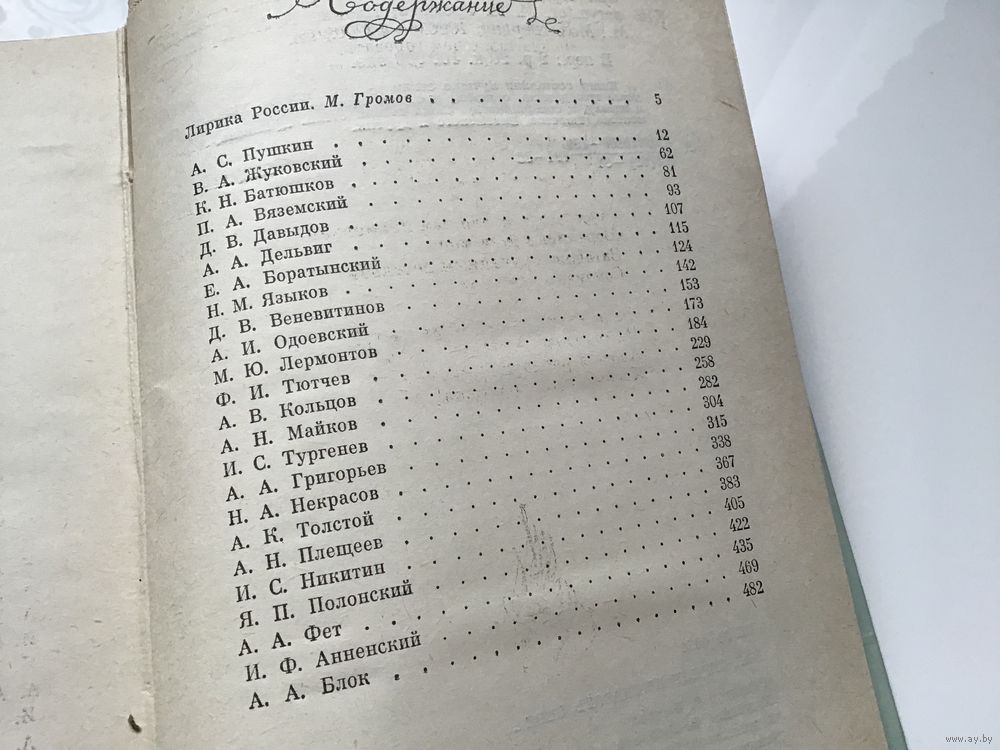 Содержание
Лирика России. М. Громов . . . . . . . . . . 5
А. С. Пушкин . . . . . . . . . . 12
В. А. Жуковский . . . . . . . . . . 62
К. Н. Батюшков . . . . . . . . . . 81
П. А. Вяземский . . . . . . . . . . 93
Д. В. Давыдов . . . . . . . . . . 107
А. А. Дельвиг . . . . . . . . . . 115
Е. А. Боратынский . . . . . . . . . . 124
Н. М. Языков . . . . . . . . . . 142
Д. В. Веневитинов . . . . . . . . . . 153
А. И. Одоевский . . . . . . . . . . 173
М. Ю. Лермонтов . . . . . . . . . . 184
Ф. И. Тютчев . . . . . . . . . . 229
А. В. Кольцов . . . . . . . . . . 258
А. Н. Майков . . . . . . . . . . 282
И. С. Тургенев . . . . . . . . . . 304
А. А. Григорьев . . . . . . . . . . 315
Н. А. Некрасов . . . . . . . . . . 338
А. К. Толстой . . . . . . . . . . 367
А. Н. Плещеев . . . . . . . . . . 383
И. С. Никитин . . . . . . . . . . 405
Я. П. Полонский . . . . . . . . . . 422
А. А. Фет . . . . . . . . . . 435
И. Ф. Анненский . . . . . . . . . . 469
А. А. Блок . . . . . . . . . . 482
www.ay.by